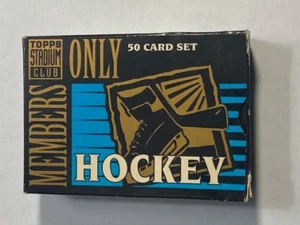 TOPPS
STADIUM
CLUB
MEMBERS
ONLY
50 CARD SET
HOCKEY